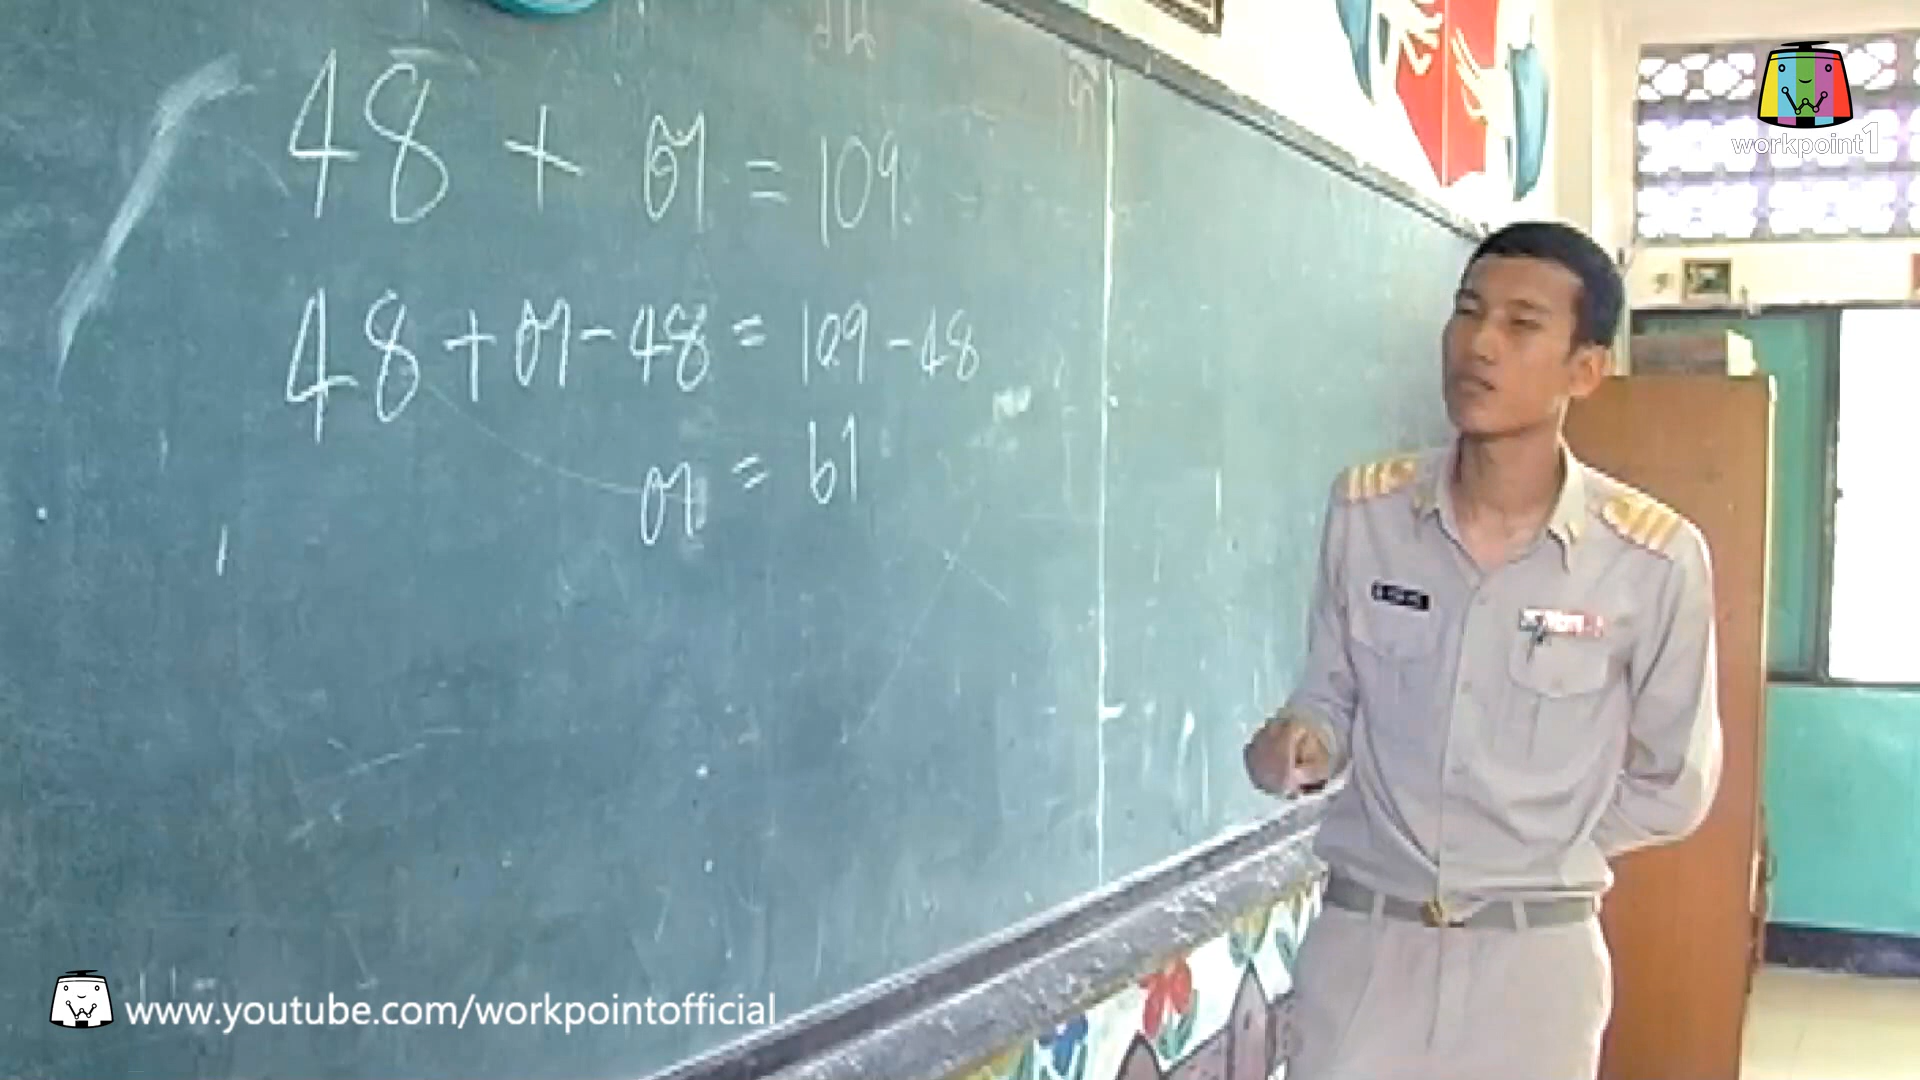 workpoint1
48 + ต = 109
48 + ต - 48 = 109 - 48
ต = 61
www.youtube.com/workpointofficial